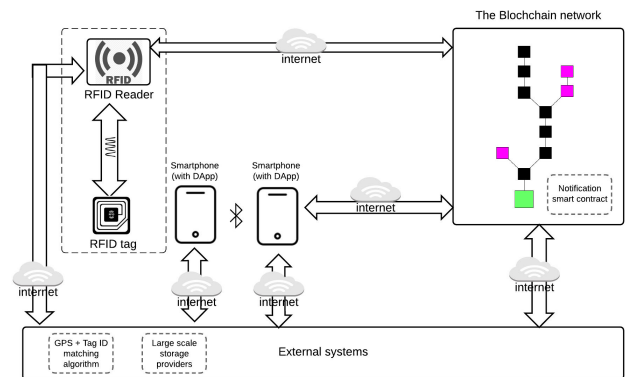 The Blochchain network
internet
RFID
RFID Reader
Smartphone
(with DApp)
Smartphone
(with DApp)
internet
Notification
smart contract
RFID tag
internet
internet
internet
internet
GPS + Tag ID
matching
algorithm
Large scale
storage
providers
External systems